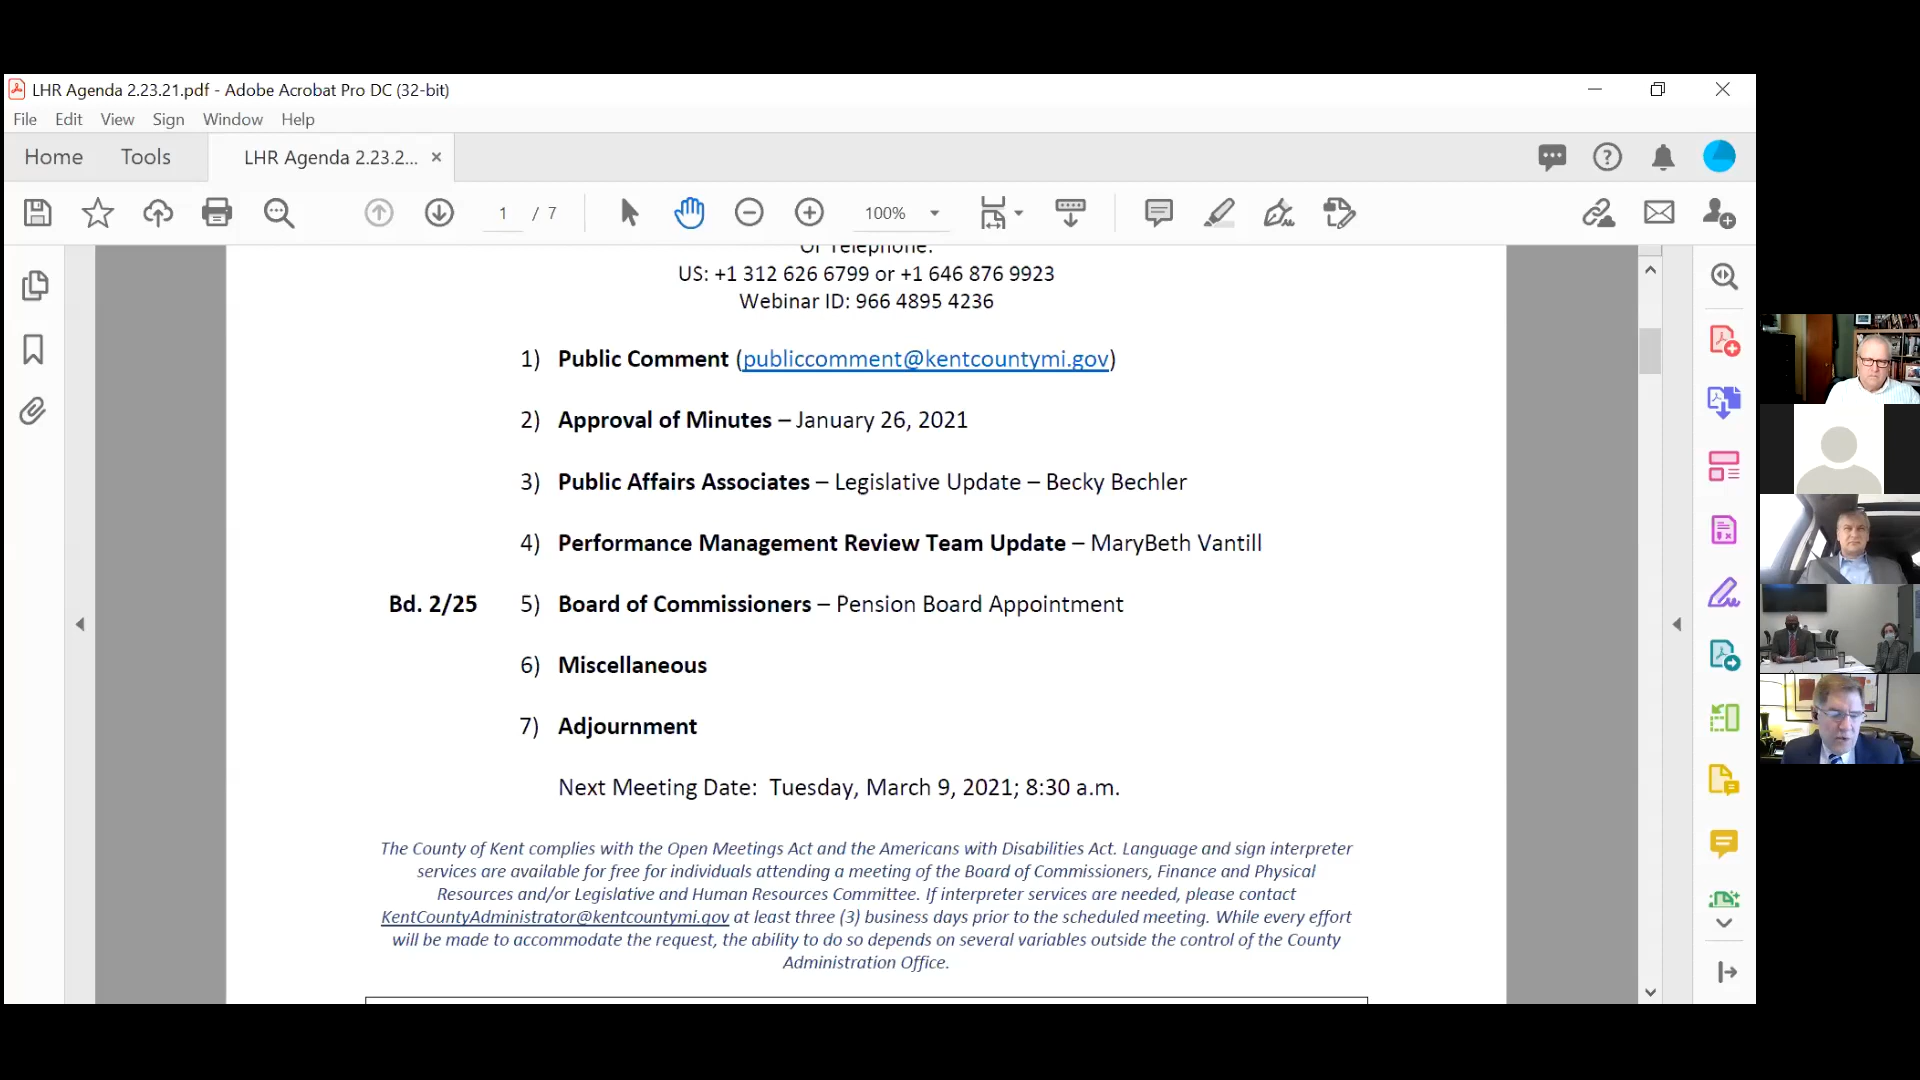 LHR Agenda 2.23.21.pdf - Adobe Acrobat Pro DC (32-bit)
File Edit View Sign Window Help
Home Tools LHR Agenda 2.23.2... ×
1 / 7 100%
Or Telephone:
US: +1 312 626 6799 or +1 646 876 9923
Webinar ID: 966 4895 4236
1) Public Comment (publiccomment@kentcountymi.gov)
2) Approval of Minutes – January 26, 2021
3) Public Affairs Associates – Legislative Update – Becky Bechler
4) Performance Management Review Team Update – MaryBeth Vantill
Bd. 2/25 5) Board of Commissioners – Pension Board Appointment
6) Miscellaneous
7) Adjournment
Next Meeting Date: Tuesday, March 9, 2021; 8:30 a.m.
The County of Kent complies with the Open Meetings Act and the Americans with Disabilities Act. Language and sign interpreter
services are available for free for individuals attending a meeting of the Board of Commissioners, Finance and Physical
Resources and/or Legislative and Human Resources Committee. If interpreter services are needed, please contact
KentCountyAdministrator@kentcountymi.gov at least three (3) business days prior to the scheduled meeting. While every effort
will be made to accommodate the request, the ability to do so depends on several variables outside the control of the County
Administration Office.